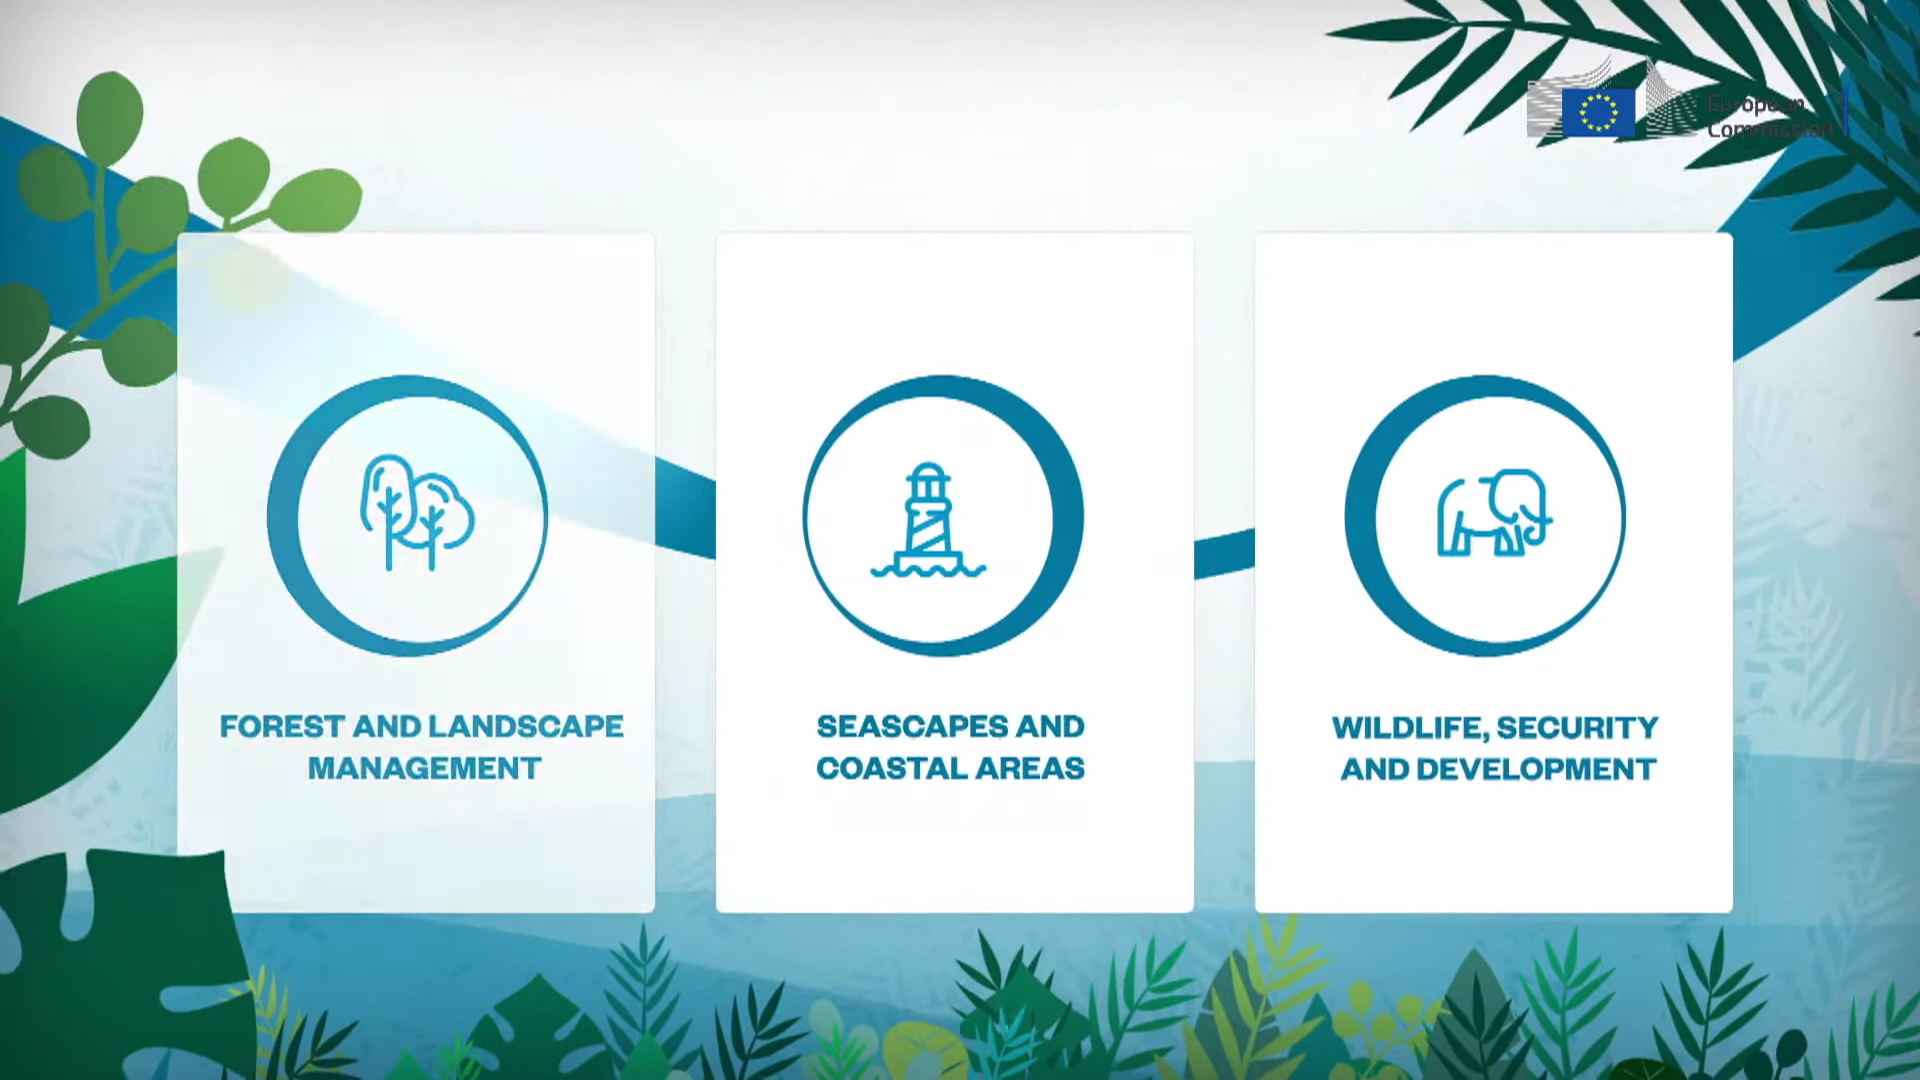 European
Commission
FOREST AND LANDSCAPE
MANAGEMENT
SEASCAPES AND
COASTAL AREAS
WILDLIFE, SECURITY
AND DEVELOPMENT